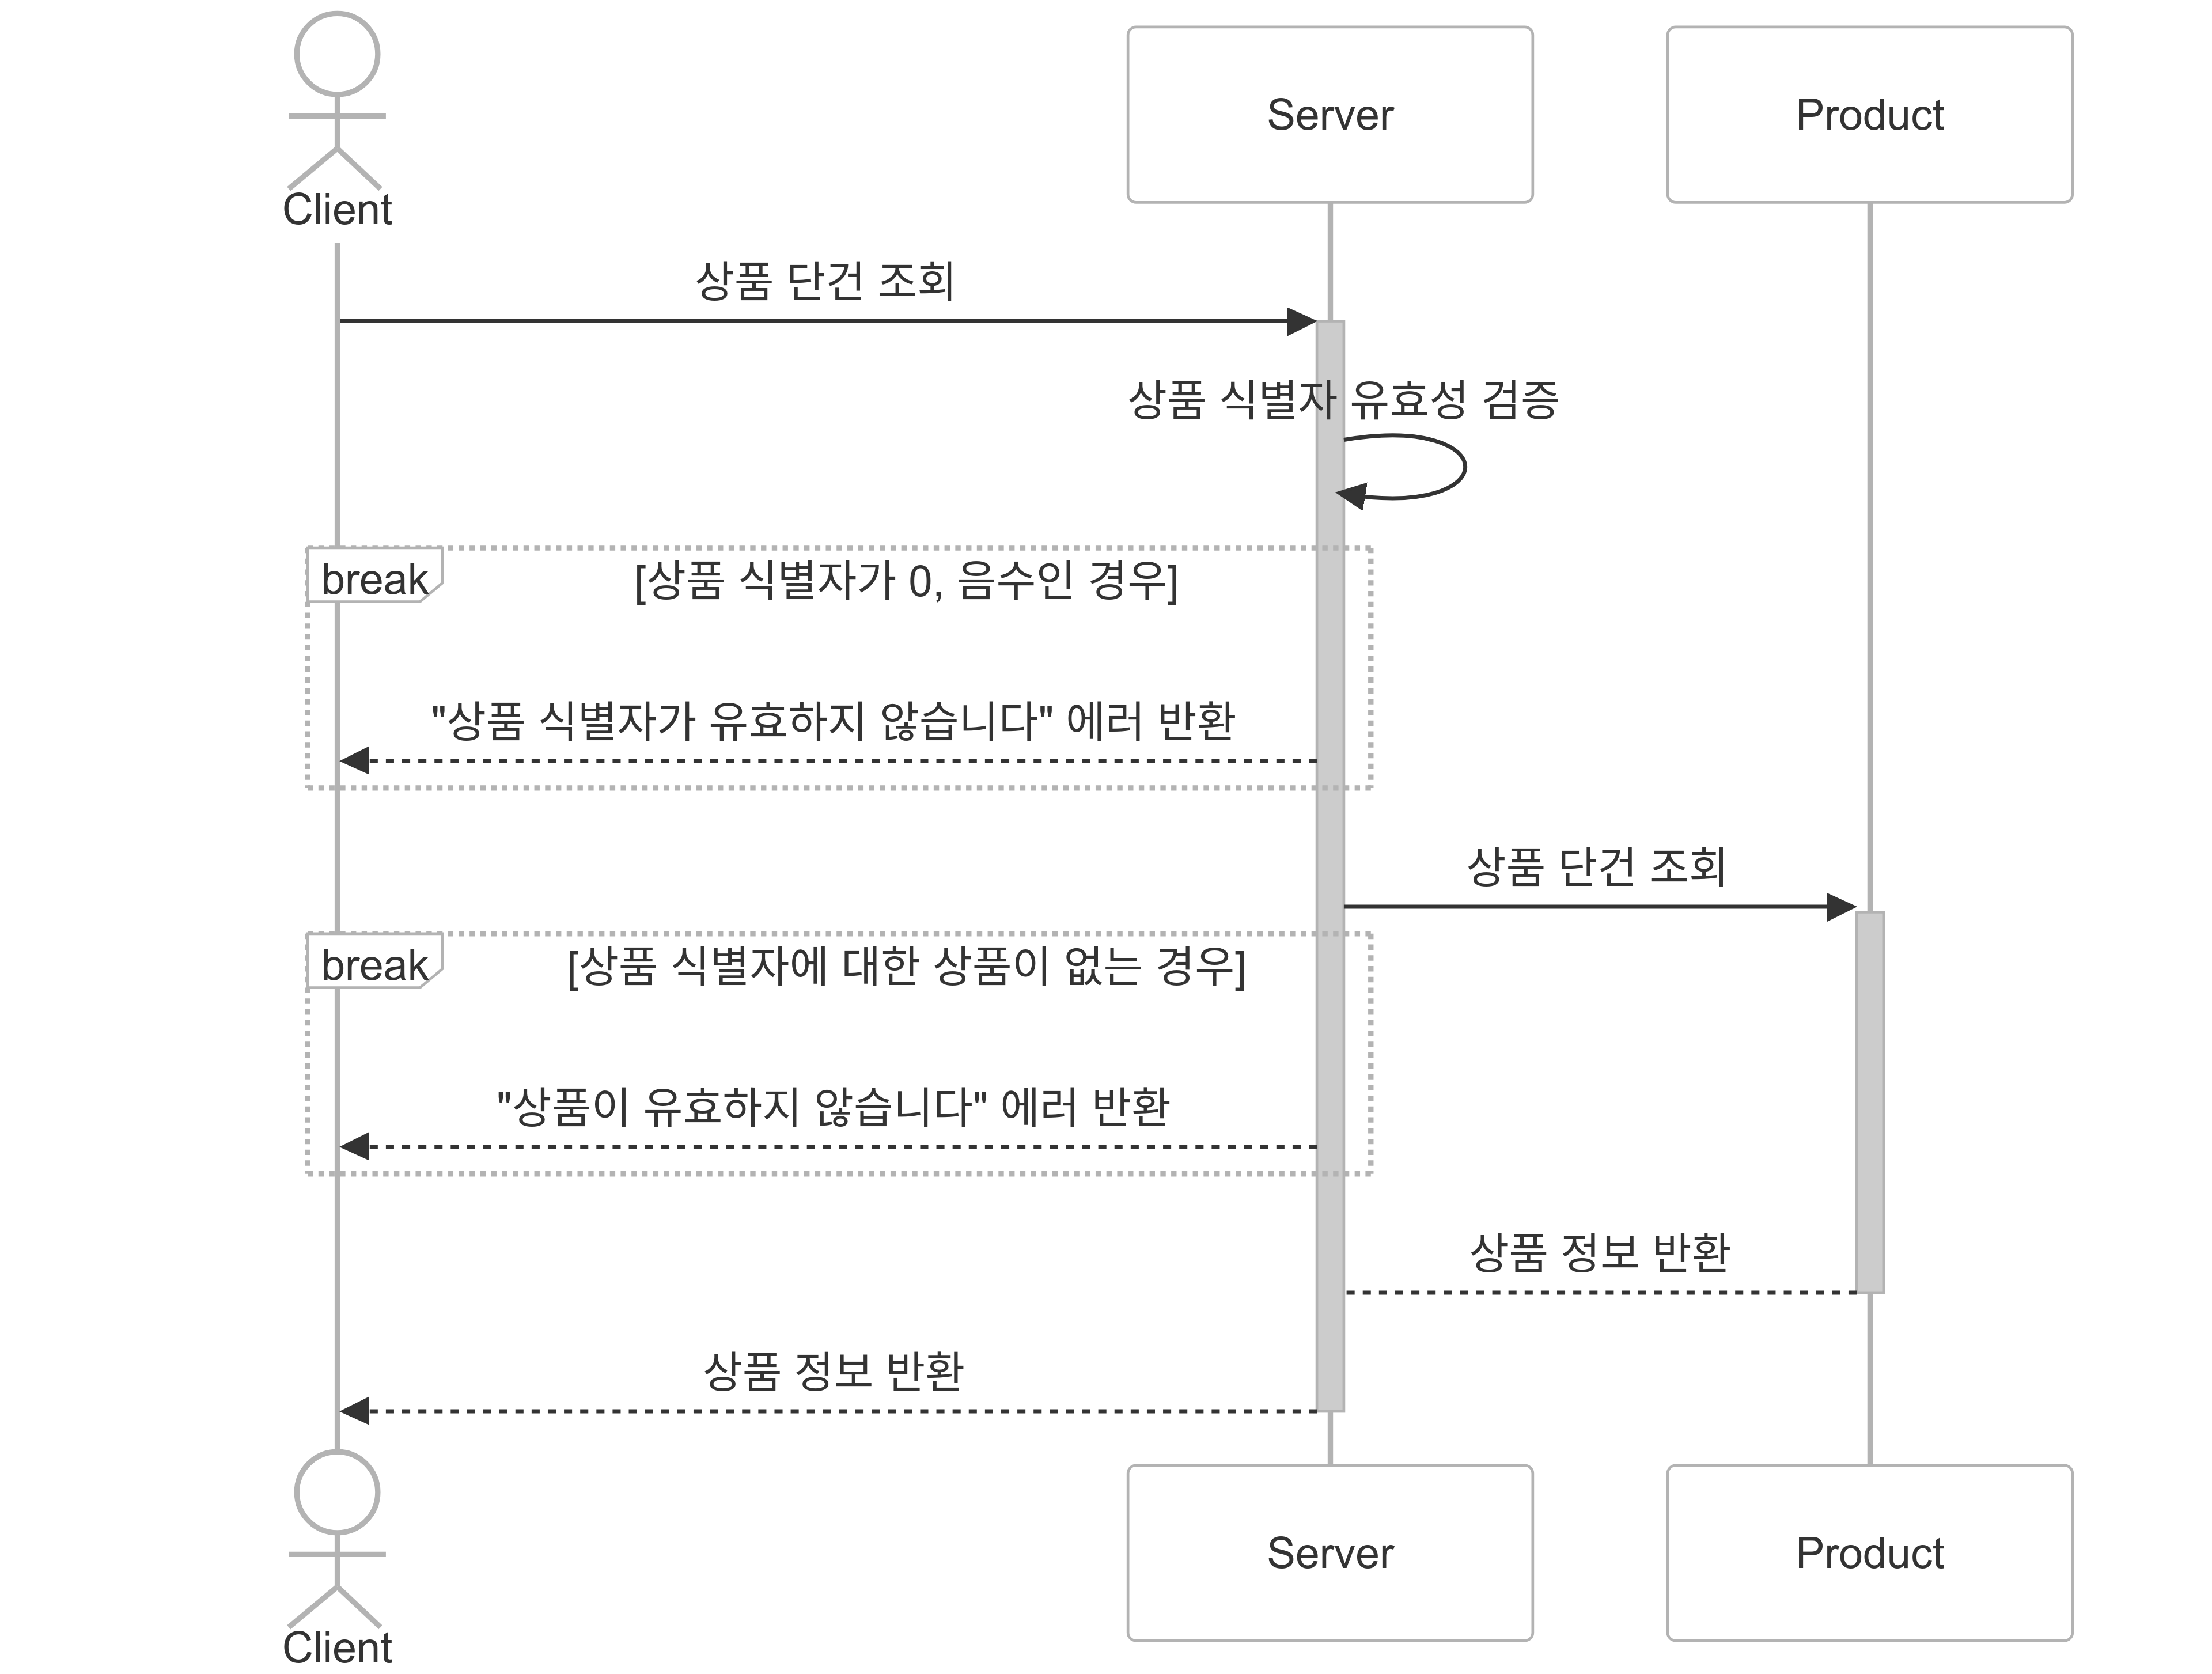 Client
Server
Product
상품 단건 조회
상품 식별자 유효성 검증
break
[상품 식별자가 0, 음수인 경우]
"상품 식별자가 유효하지 않습니다" 에러 반환
상품 단건 조회
break
[상품 식별자에 대한 상품이 없는 경우]
"상품이 유효하지 않습니다" 에러 반환
상품 정보 반환
상품 정보 반환
Client
Server
Product